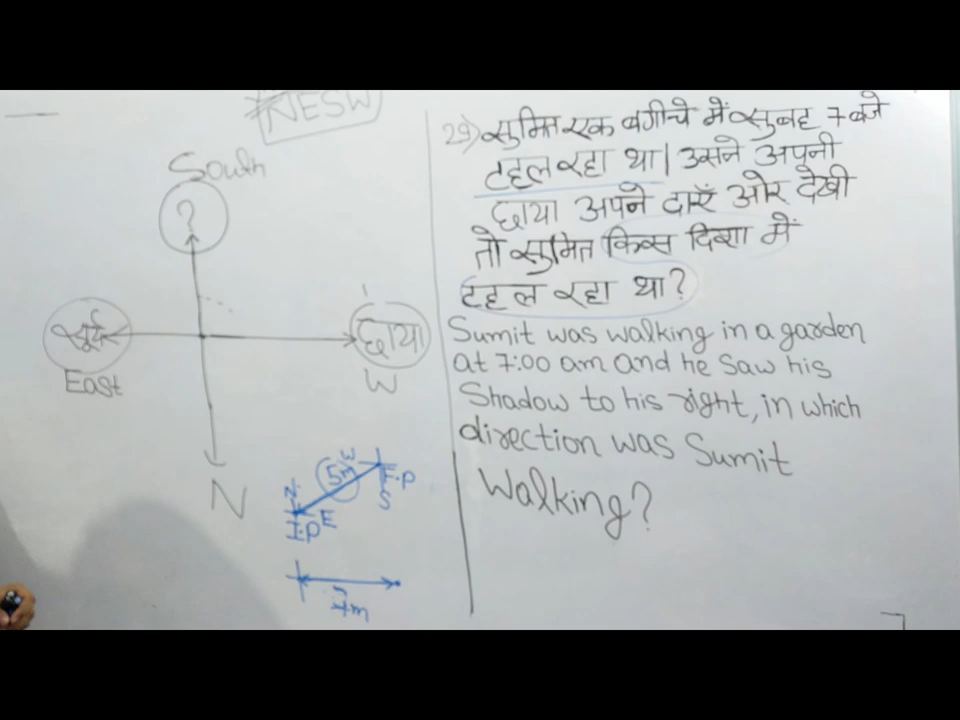 #NESW
South
?
सूर्य
East
छाया
W
N
5m
W
F.P
S
N
E
I.P
7m
29) सुमित एक बगीचे में सुबह 7 बजे
टहल रहा था। उसने अपनी
छाया अपने दाएँ ओर देखी
तो सुमित किस दिशा में
टहल रहा था?
Sumit was walking in a garden
at 7:00 am and he saw his
Shadow to his right, in which
direction was Sumit
Walking?